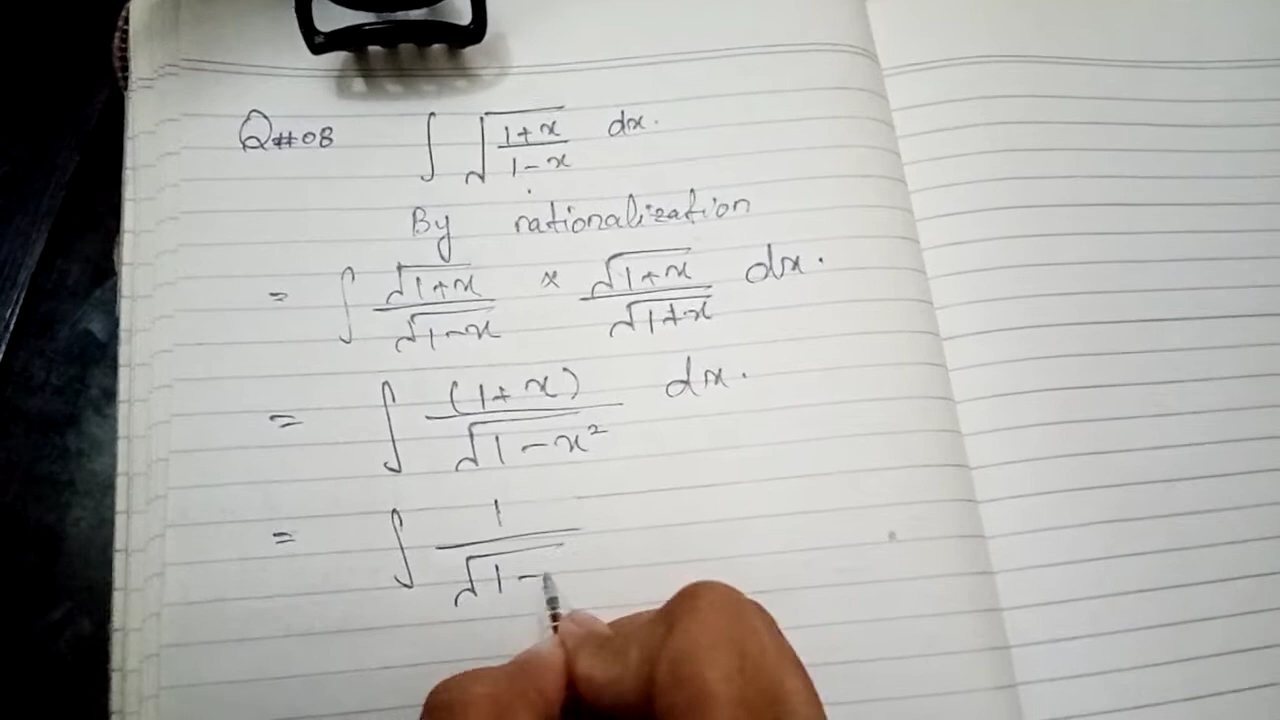 Q#08 ∫ √(1+x / 1-x) dx.
By rationalization
= ∫ √1+x / √1-x × √1+x / √1+x dx.
= ∫ (1+x) / √1-x² dx.
= ∫ 1 / √1-